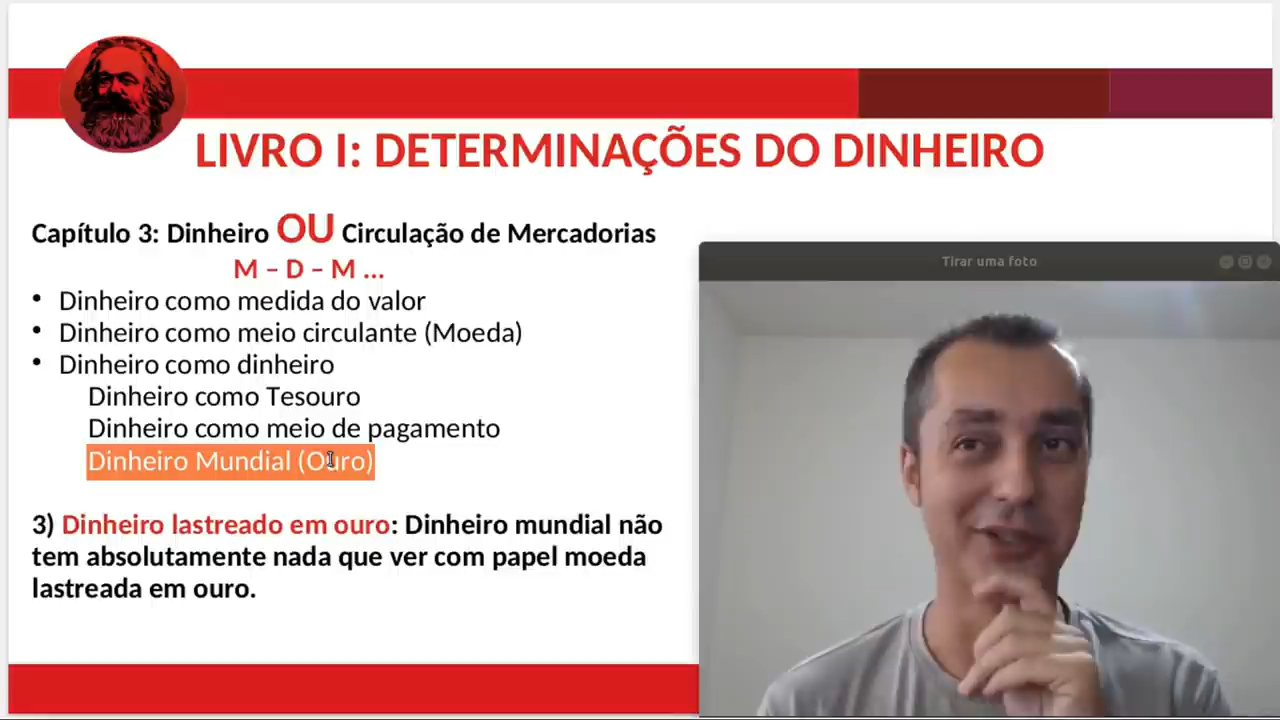 LIVRO I: DETERMINAÇÕES DO DINHEIRO
Capítulo 3: Dinheiro OU Circulação de Mercadorias
M – D – M ...
• Dinheiro como medida do valor
• Dinheiro como meio circulante (Moeda)
• Dinheiro como dinheiro
Dinheiro como Tesouro
Dinheiro como meio de pagamento
Dinheiro Mundial (Ouro)
3) Dinheiro lastreado em ouro: Dinheiro mundial não
tem absolutamente nada que ver com papel moeda
lastreada em ouro.
Tirar uma foto